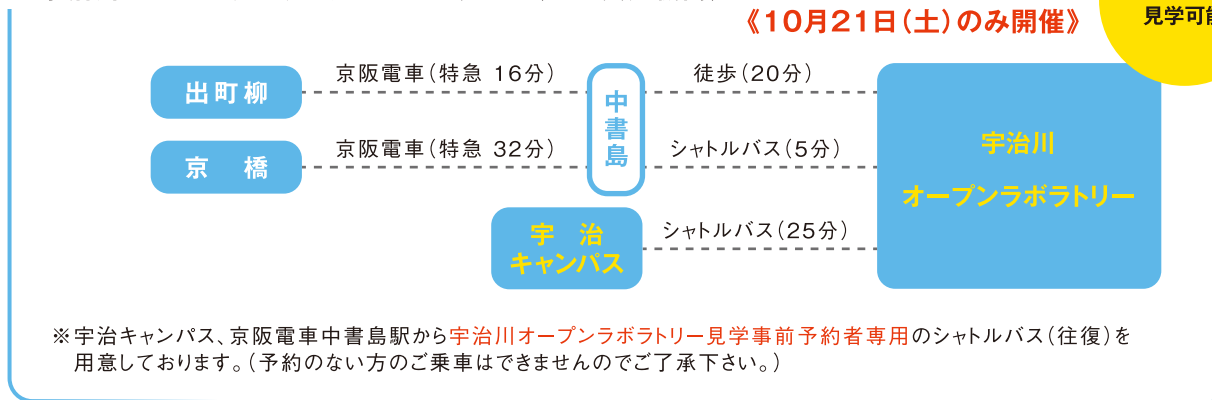 《10月21日(土)のみ開催》
見学可能
出町柳
京阪電車(特急 16分)
中書島
徒歩(20分)
京　橋
京阪電車(特急 32分)
シャトルバス(5分)
宇治川
オープンラボラトリー
宇　治
キャンパス
シャトルバス(25分)
※宇治キャンパス、京阪電車中書島駅から宇治川オープンラボラトリー見学事前予約者専用のシャトルバス(往復)を
用意しております。(予約のない方のご乗車はできませんのでご了承下さい。)